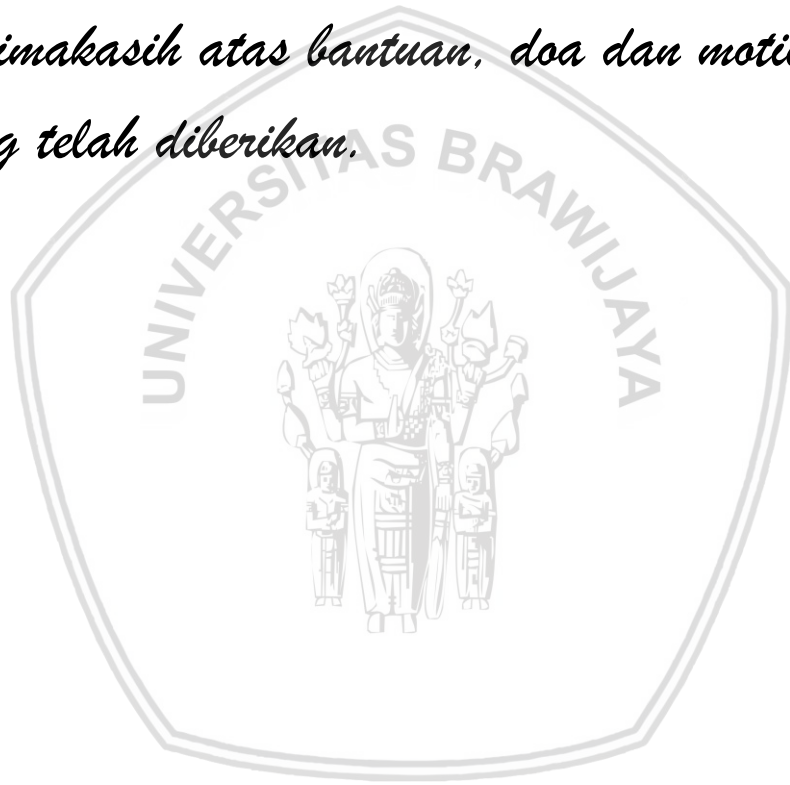 imakasih atas bantuan, doa dan moti
g telah diberikan.
UNIVERSITAS BRAWIJAYA